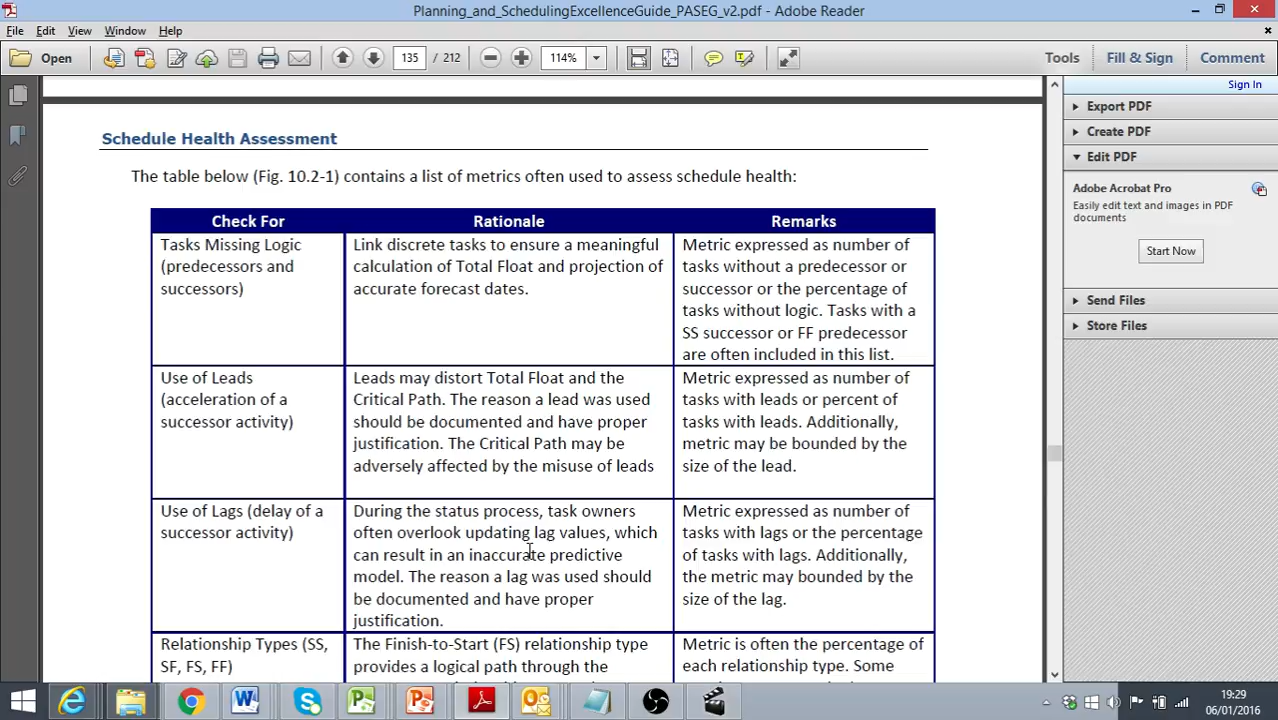 Planning_and_SchedulingExcellenceGuide_PASEG_v2.pdf - Adobe Reader
File Edit View Window Help
Open 135 / 212 114% Tools Fill & Sign Comment
Sign In
Export PDF
Create PDF
Edit PDF
Adobe Acrobat Pro
Easily edit text and images in PDF
documents
Start Now
Send Files
Store Files
Schedule Health Assessment
The table below (Fig. 10.2-1) contains a list of metrics often used to assess schedule health:
Check For Rationale Remarks
Tasks Missing Logic
(predecessors and
successors)
Link discrete tasks to ensure a meaningful
calculation of Total Float and projection of
accurate forecast dates.
Metric expressed as number of
tasks without a predecessor or
successor or the percentage of
tasks without logic. Tasks with a
SS successor or FF predecessor
are often included in this list.
Use of Leads
(acceleration of a
successor activity)
Leads may distort Total Float and the
Critical Path. The reason a lead was used
should be documented and have proper
justification. The Critical Path may be
adversely affected by the misuse of leads
Metric expressed as number of
tasks with leads or percent of
tasks with leads. Additionally,
metric may be bounded by the
size of the lead.
Use of Lags (delay of a
successor activity)
During the status process, task owners
often overlook updating lag values, which
can result in an inaccurate predictive
model. The reason a lag was used should
be documented and have proper
justification.
Metric expressed as number of
tasks with lags or the percentage
of tasks with lags. Additionally,
the metric may bounded by the
size of the lag.
Relationship Types (SS,
SF, FS, FF)
The Finish-to-Start (FS) relationship type
provides a logical path through the
Metric is often the percentage of
each relationship type. Some
19:29
06/01/2016